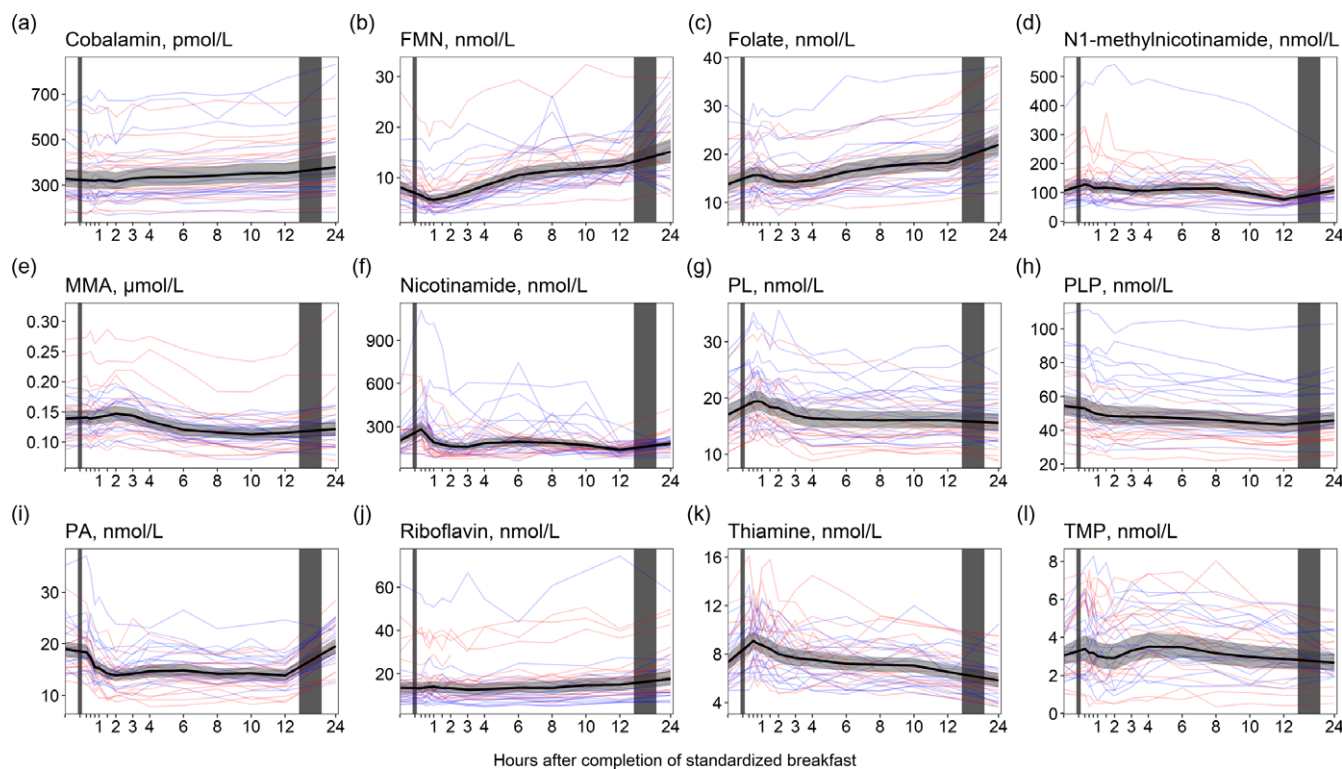 (a) (b) (c) (d)
Cobalamin, pmol/L FMN, nmol/L Folate, nmol/L N1-methylnicotinamide, nmol/L
700
500
300
1 2 3 4 6 8 10 12 24
30
20
10
1 2 3 4 6 8 10 12 24
40
30
20
10
1 2 3 4 6 8 10 12 24
500
400
300
200
100
0
1 2 3 4 6 8 10 12 24
(e) (f) (g) (h)
MMA, µmol/L Nicotinamide, nmol/L PL, nmol/L PLP, nmol/L
0.30
0.25
0.20
0.15
0.10
1 2 3 4 6 8 10 12 24
900
600
300
1 2 3 4 6 8 10 12 24
30
20
10
1 2 3 4 6 8 10 12 24
100
80
60
40
20
1 2 3 4 6 8 10 12 24
(i) (j) (k) (l)
PA, nmol/L Riboflavin, nmol/L Thiamine, nmol/L TMP, nmol/L
30
20
10
1 2 3 4 6 8 10 12 24
60
40
20
1 2 3 4 6 8 10 12 24
16
12
8
4
1 2 3 4 6 8 10 12 24
8
6
4
2
0
1 2 3 4 6 8 10 12 24
Hours after completion of standardized breakfast